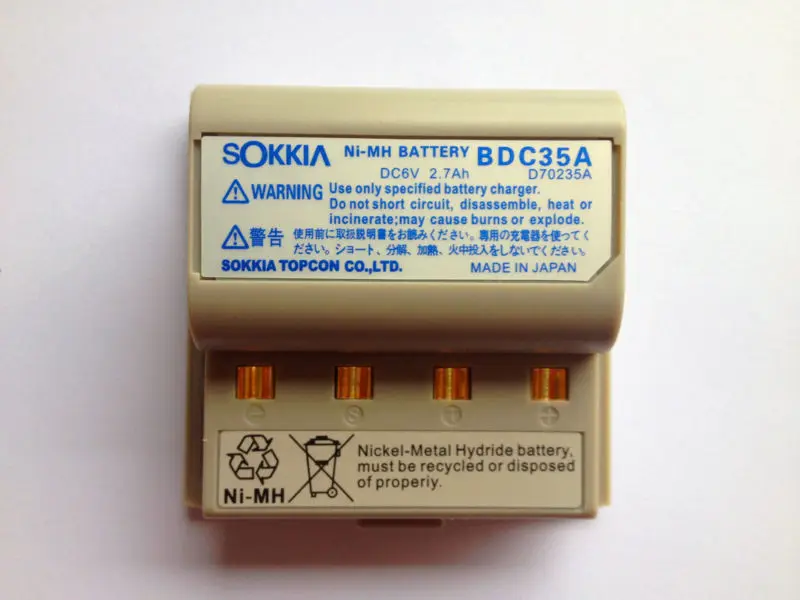 SOKKIA Ni-MH BATTERY BDC35A
DC6V 2.7Ah D70235A
WARNING Use only specified battery charger.
Do not short circuit, disassemble, heat or
incinerate;may cause burns or explode.
警告 使用前に取扱説明書をお読みください。専用の充電器を使ってく
ださい。ショート、分解、加熱、火中投入をしないでください。
SOKKIA TOPCON CO.,LTD. MADE IN JAPAN
- S T +
Nickel-Metal Hydride battery,
must be recycled or disposed
of properiy.
Ni-MH